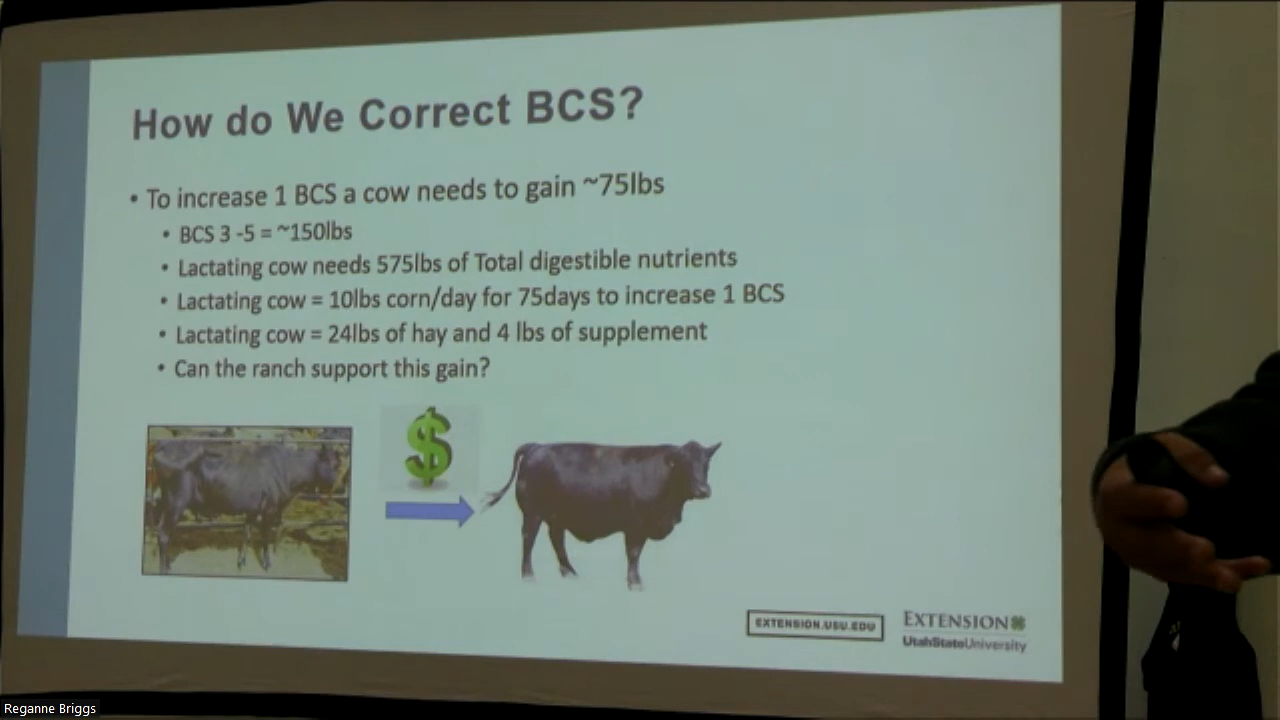 How do We Correct BCS?
• To increase 1 BCS a cow needs to gain ~75lbs
• BCS 3 -5 = ~150lbs
• Lactating cow needs 575lbs of Total digestible nutrients
• Lactating cow = 10lbs corn/day for 75days to increase 1 BCS
• Lactating cow = 24lbs of hay and 4 lbs of supplement
• Can the ranch support this gain?
$
EXTENSION.USU.EDU
EXTENSION
UtahStateUniversity
Reganne Briggs